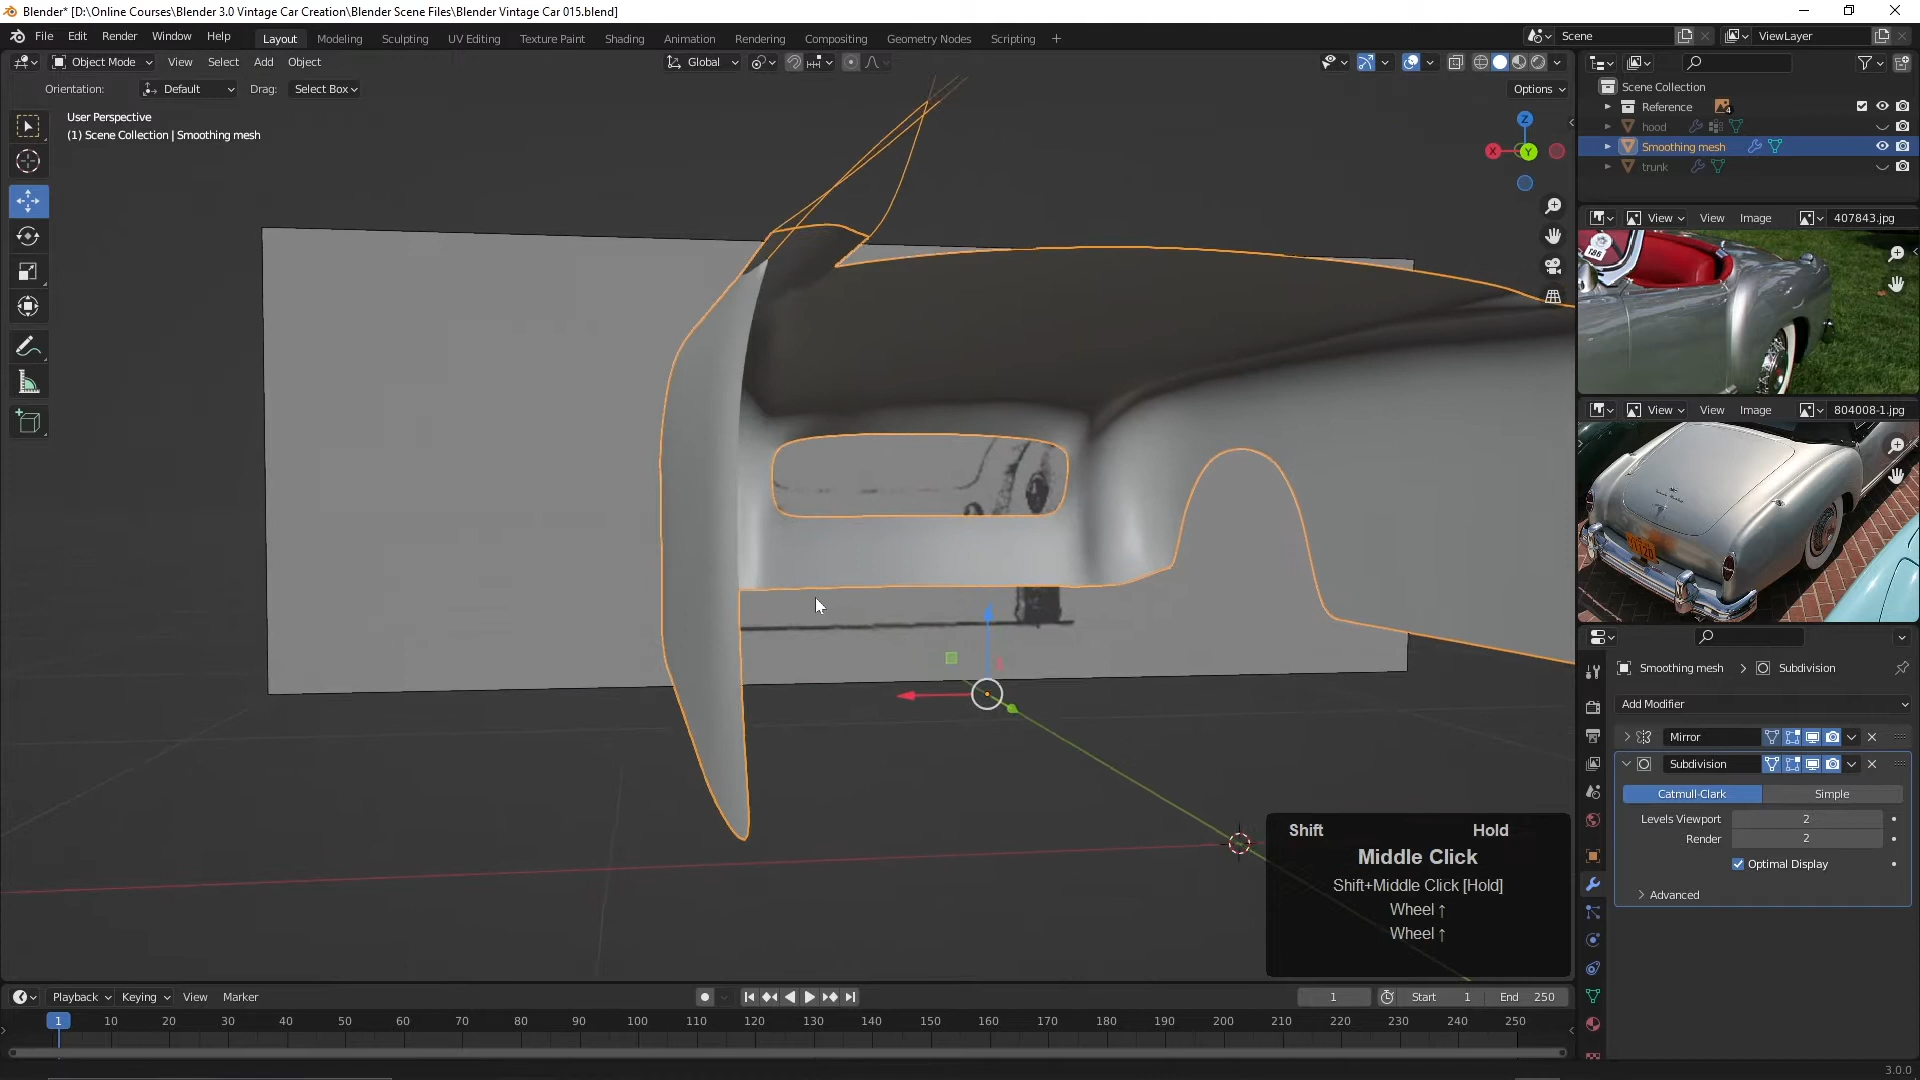 Blender* [D:\Online Courses\Blender 3.0 Vintage Car Creation\Blender Scene Files\Blender Vintage Car 015.blend]
File Edit Render Window Help Layout Modeling Sculpting UV Editing Texture Paint Shading Animation Rendering Compositing Geometry Nodes Scripting + Scene ViewLayer
Object Mode View Select Add Object Global
Orientation: Default Drag: Select Box Options
User Perspective
(1) Scene Collection | Smoothing mesh
Z
X
Y
Scene Collection
Reference 4
hood
Smoothing mesh
trunk
View View Image 407843.jpg
View View Image 804008-1.jpg
Smoothing mesh > Subdivision
Add Modifier
Mirror
Subdivision
Catmull-Clark Simple
Levels Viewport 2
Render 2
Optimal Display
Advanced
Shift Hold
Middle Click
Shift+Middle Click [Hold]
Wheel ↑
Wheel ↑
Playback Keying View Marker 1 Start 1 End 250
1 10 20 30 40 50 60 70 80 90 100 110 120 130 140 150 160 170 180 190 200 210 220 230 240 250
3.0.0